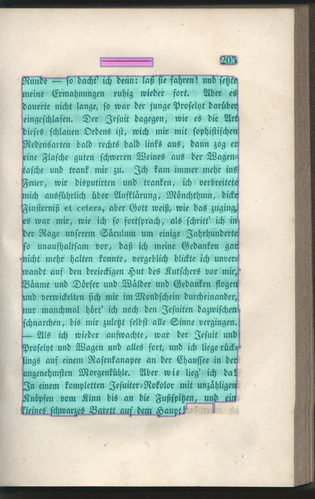 205
Runde — so dacht' ich denn: laß sie fahren! und setzte
meine Ermahnungen ruhig wieder fort. Aber es
dauerte nicht lange, so war der junge Proselyt darüber
eingeschlafen. Der Jesuit dagegen, wie es die Art
dieses schlauen Ordens ist, wich mir mit sophistischen
Redensarten bald rechts bald links aus, dann zog er
eine Flasche guten schweren Weines aus der Wagen-
tasche und trank mir zu. Ich kam immer mehr ins
Feuer, wir disputirten und tranken, ich verbreitete
mich ausführlich über Aufklärung, Mönchthum, dicke
Finsterniß et cetera, aber Gott weiß, wie das zuging,
es war mir, wie ich so fortsprach, als schritt' ich in
der Rage unserem Säculum um einige Jahrhunderte
so unaufhaltsam vor, daß ich meine Gedanken gar
nicht mehr halten konnte, vergeblich blickte ich unver-
wandt auf den dreieckigen Hut des Kutschers vor mir,
Bäume und Dörfer und Wälder und Gedanken flogen
und verwickelten sich mir im Mondschein durcheinander,
nur manchmal hört' ich noch den Jesuiten dazwischen
schnarchen, bis mir zuletzt selbst alle Sinne vergingen.
— Als ich wieder aufwachte, war der Jesuit und
Proselyt und Wagen und alles fort, und ich liege rück-
lings auf einem Rasenkanapee an der Chaussee in der
angenehmsten Morgenkühle. Aber wie lieg' ich da!
In einem kompletten Jesuiter-Rokolor mit unzähligen
Knöpfen vom Kinn bis an die Fußspitzen, und ein
kleines schwarzes Barett auf dem Haupt!